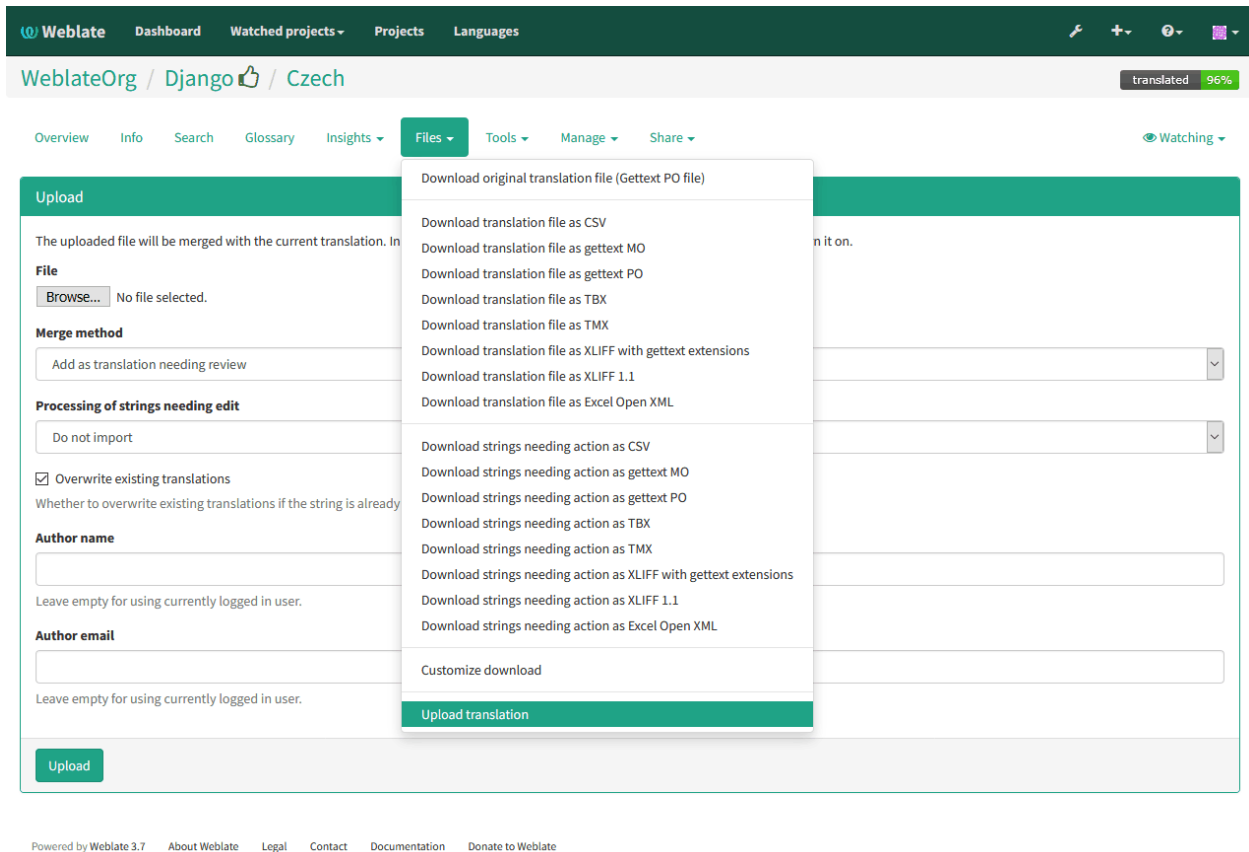 Weblate Dashboard Watched projects Projects Languages
WeblateOrg / Django / Czech translated 96%
Overview Info Search Glossary Insights Files Tools Manage Share Watching
Download original translation file (Gettext PO file)
Upload
Download translation file as CSV
The uploaded file will be merged with the current translation. In
n it on.
Download translation file as gettext MO
File
Download translation file as gettext PO
Browse... No file selected.
Download translation file as TBX
Merge method
Download translation file as TMX
Add as translation needing review
Download translation file as XLIFF with gettext extensions
Download translation file as XLIFF 1.1
Processing of strings needing edit
Download translation file as Excel Open XML
Do not import
Download strings needing action as CSV
Overwrite existing translations
Download strings needing action as gettext MO
Whether to overwrite existing translations if the string is already
Download strings needing action as gettext PO
Download strings needing action as TBX
Author name
Download strings needing action as TMX
Download strings needing action as XLIFF with gettext extensions
Leave empty for using currently logged in user.
Download strings needing action as XLIFF 1.1
Author email
Download strings needing action as Excel Open XML
Customize download
Leave empty for using currently logged in user.
Upload translation
Upload
Powered by Weblate 3.7 About Weblate Legal Contact Documentation Donate to Weblate